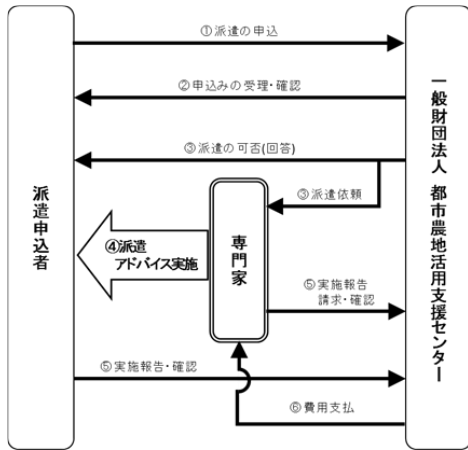 ①派遣の申込
②申込みの受理・確認
③派遣の可否(回答)
③派遣依頼
派遣申込者
④派遣
アドバイス実施
専門家
⑤実施報告
請求・確認
⑤実施報告・確認
⑥費用支払
一般財団法人 都市農地活用支援センター